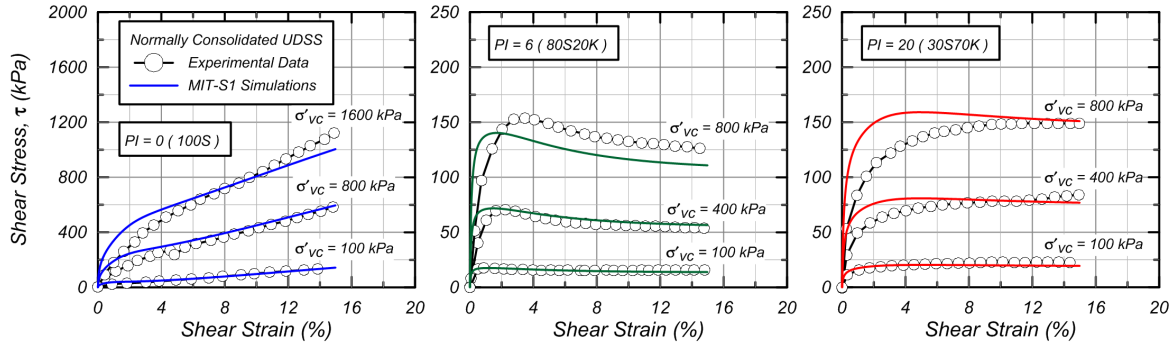 Shear Stress, τ (kPa)
2000
1600
1200
800
400
0
Normally Consolidated UDSS
Experimental Data
MIT-S1 Simulations
PI = 0 ( 100S )
σ'vc = 1600 kPa
σ'vc = 800 kPa
σ'vc = 100 kPa
0 4 8 12 16 20
Shear Strain (%)
250
200
150
100
50
0
PI = 6 ( 80S20K )
σ'vc = 800 kPa
σ'vc = 400 kPa
σ'vc = 100 kPa
0 4 8 12 16 20
Shear Strain (%)
250
200
150
100
50
0
PI = 20 ( 30S70K )
σ'vc = 800 kPa
σ'vc = 400 kPa
σ'vc = 100 kPa
0 4 8 12 16 20
Shear Strain (%)